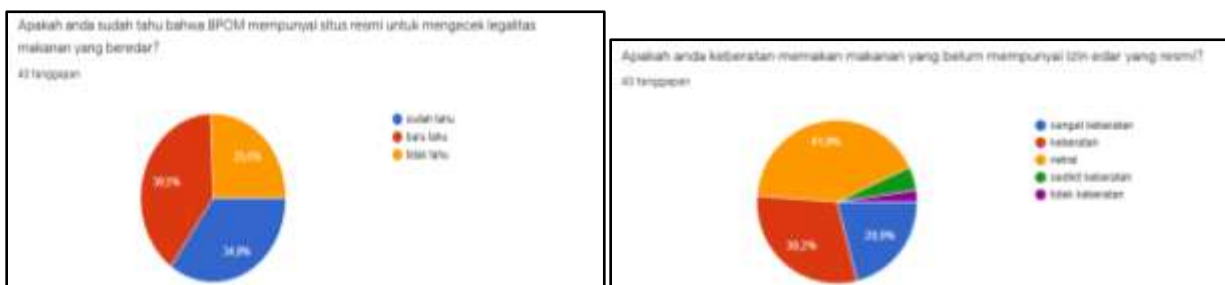 Apakah anda sudah tahu bahwa BPOM mempunyai situs resmi untuk mengecek legalitas
makanan yang beredar?
43 tanggapan
sudah tahu
baru tahu
tidak tahu
39,5%
25,6%
34,9%
Apakah anda keberatan memakan makanan yang belum mempunyai izin edar yang resmi?
43 tanggapan
sangat keberatan
keberatan
netral
sedikit keberatan
tidak keberatan
41,9%
30,2%
20,9%